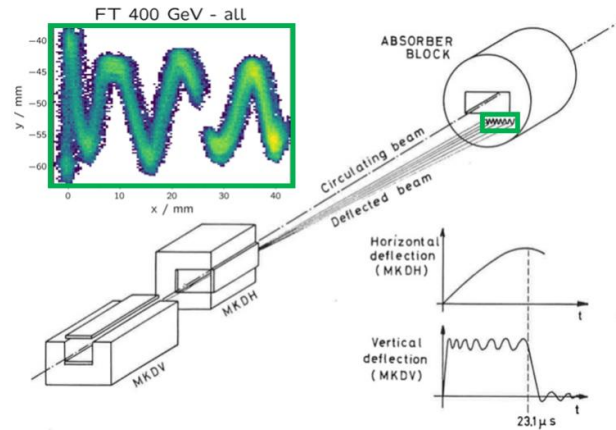 FT 400 GeV - all
−40
−45
−50
−55
−60
y / mm
0
10
20
30
40
x / mm
ABSORBER
BLOCK
Circulating beam
Deflected beam
MKDH
MKDV
Horizontal
deflection
(MKDH)
t
Vertical
deflection
(MKDV)
t
23,1 μs